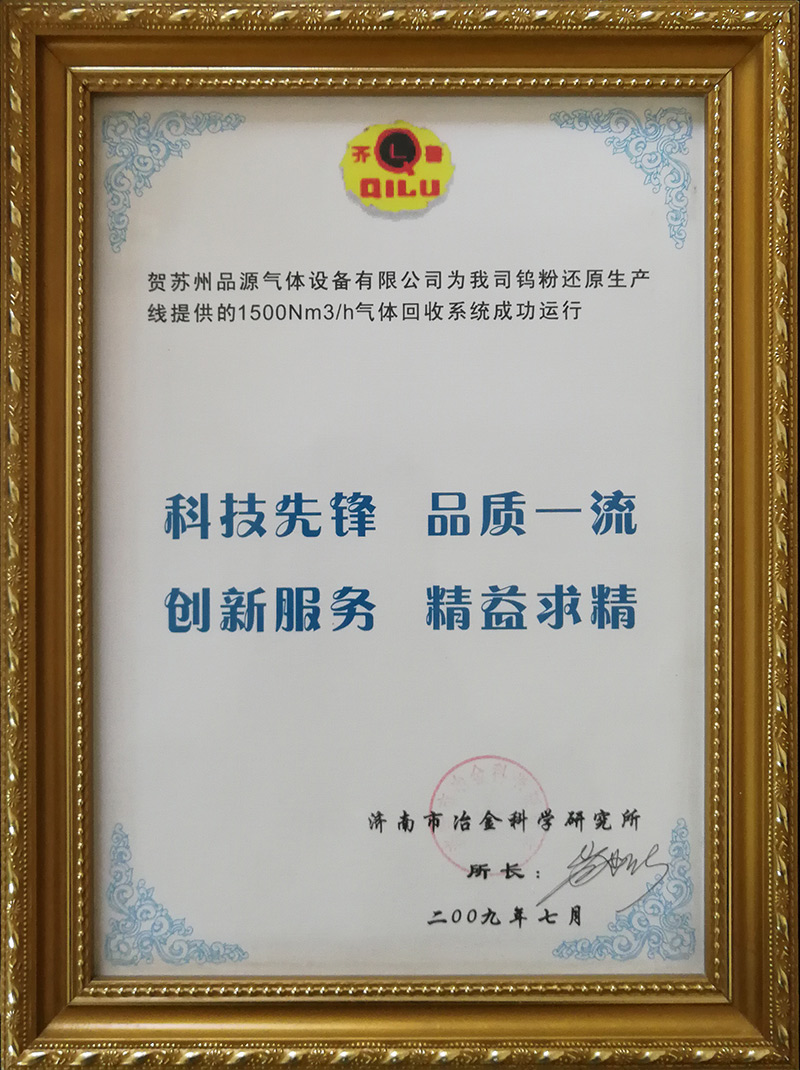 齐 鲁
QILU
贺苏州品源气体设备有限公司为我司钨粉还原生产
线提供的1500Nm3/h气体回收系统成功运行
科技先锋 品质一流
创新服务 精益求精
济南市冶金科学研究所
所长：
二00九年七月